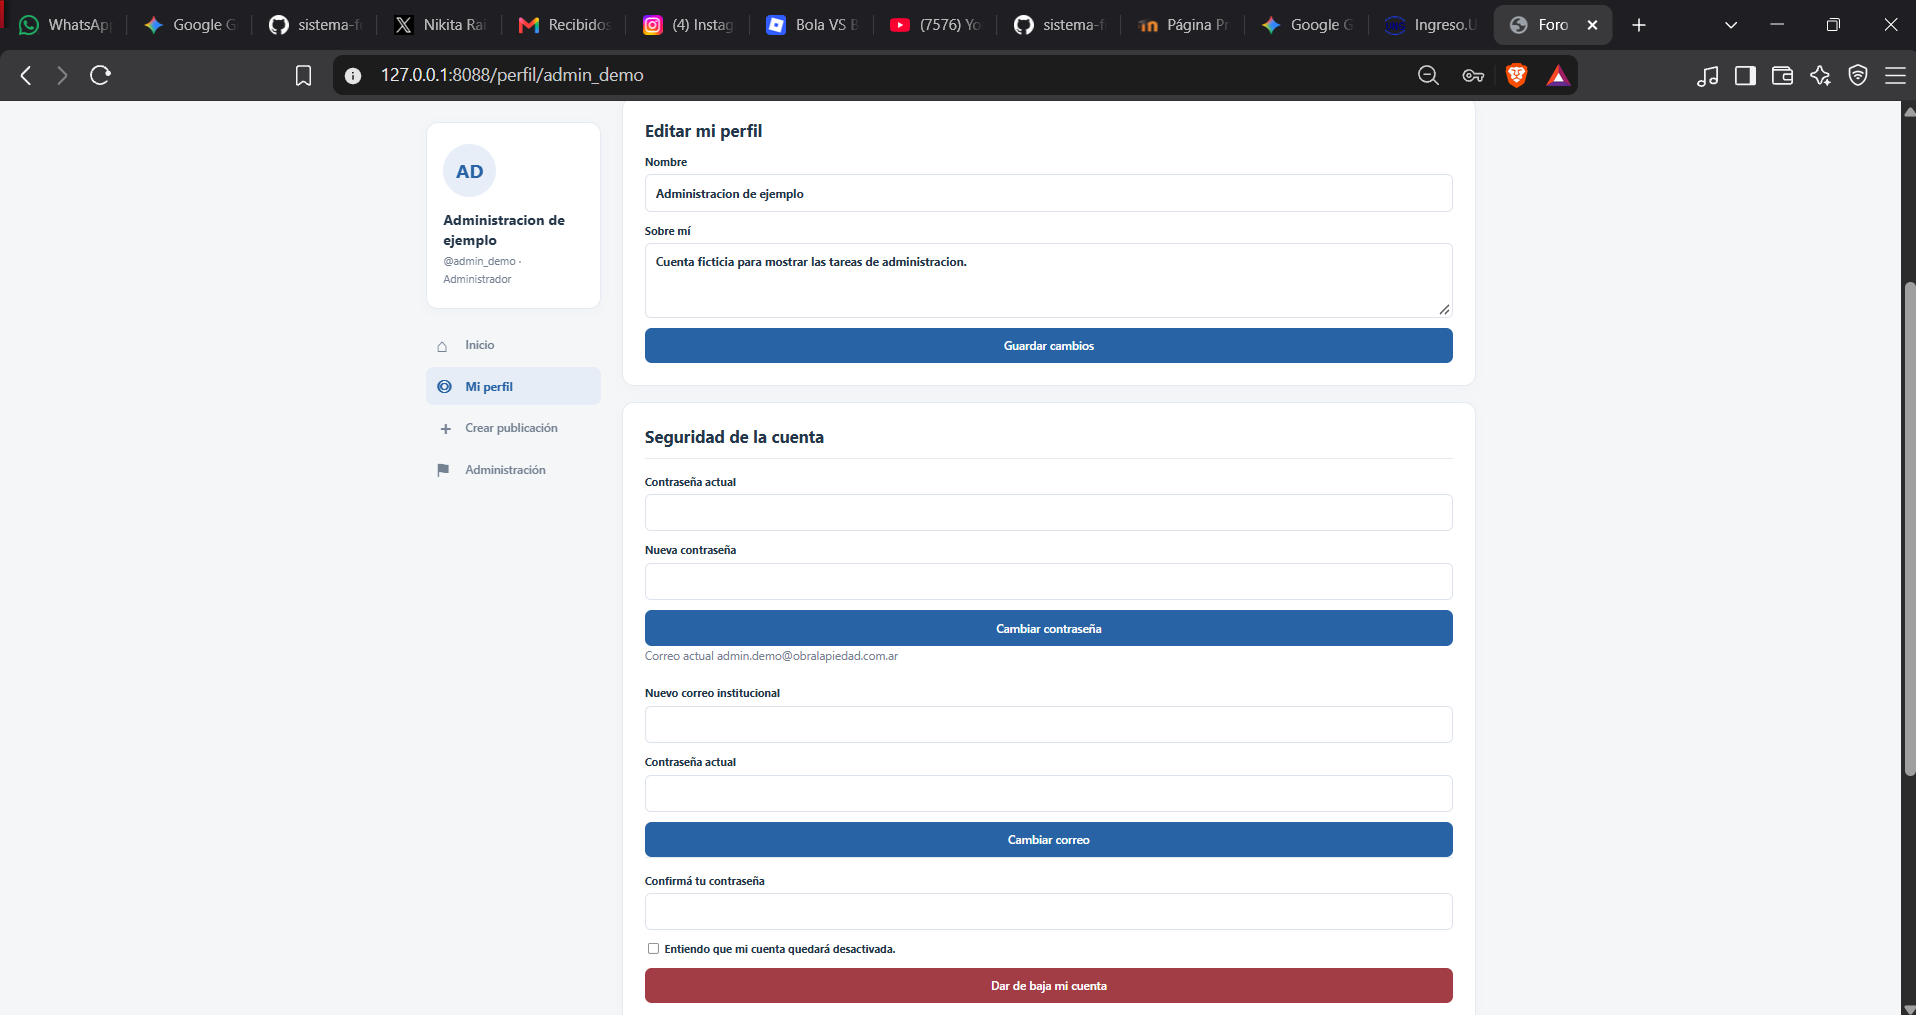 WhatsAp
Google G
sistema-f
Nikita Rai
Recibidos
(4) Instag
Bola VS B
(7576) Yo
sistema-f
Página Pr
Google G
Ingreso.U
Foro
127.0.0.1:8088/perfil/admin_demo
AD
Administracion de
ejemplo
@admin_demo ·
Administrador
Inicio
Mi perfil
Crear publicación
Administración
Editar mi perfil
Nombre
Administracion de ejemplo
Sobre mí
Cuenta ficticia para mostrar las tareas de administracion.
Guardar cambios
Seguridad de la cuenta
Contraseña actual
Nueva contraseña
Cambiar contraseña
Correo actual admin.demo@obralapiedad.com.ar
Nuevo correo institucional
Contraseña actual
Cambiar correo
Confirmá tu contraseña
Entiendo que mi cuenta quedará desactivada.
Dar de baja mi cuenta